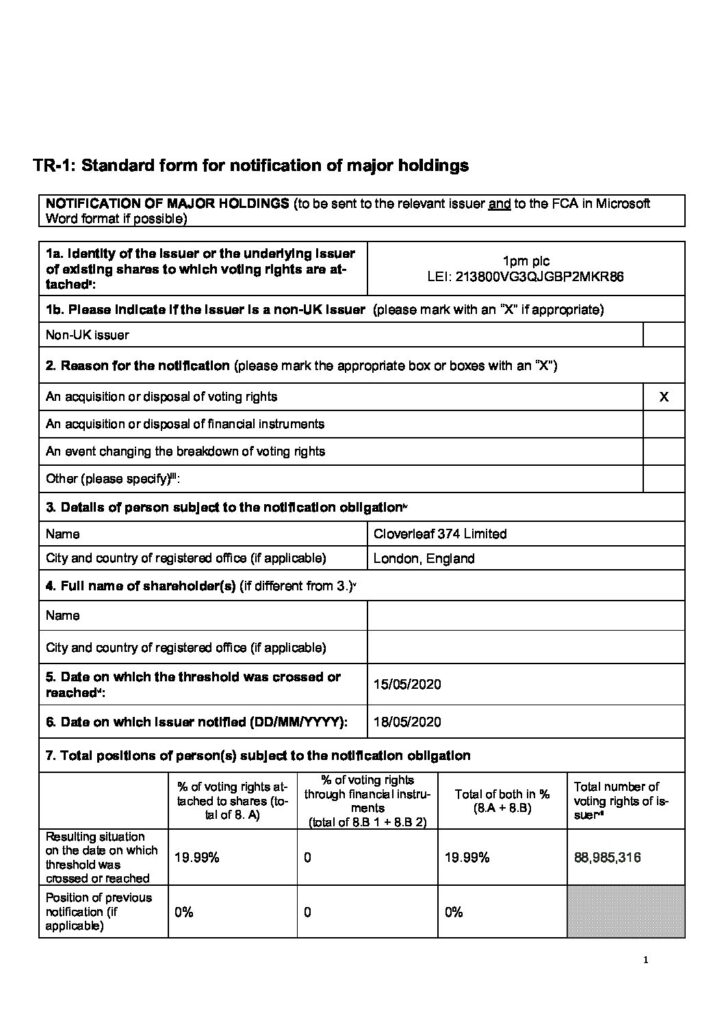 TR-1: Standard form for notification of major holdings
NOTIFICATION OF MAJOR HOLDINGS (to be sent to the relevant issuer and to the FCA in Microsoft
Word format if possible)
1a. Identity of the issuer or the underlying issuer
of existing shares to which voting rights are at-
tachedii:
1pm plc
LEI: 213800VG3QJGBP2MKR86
1b. Please indicate if the issuer is a non-UK issuer (please mark with an "X" if appropriate)
Non-UK issuer
2. Reason for the notification (please mark the appropriate box or boxes with an "X")
An acquisition or disposal of voting rights
X
An acquisition or disposal of financial instruments
An event changing the breakdown of voting rights
Other (please specify)iii:
3. Details of person subject to the notification obligationiv
Name
Cloverleaf 374 Limited
City and country of registered office (if applicable)
London, England
4. Full name of shareholder(s) (if different from 3.)v
Name
City and country of registered office (if applicable)
5. Date on which the threshold was crossed or
reachedvi:
15/05/2020
6. Date on which issuer notified (DD/MM/YYYY):
18/05/2020
7. Total positions of person(s) subject to the notification obligation
% of voting rights at-
tached to shares (to-
tal of 8. A)
% of voting rights
through financial instru-
ments
(total of 8.B 1 + 8.B 2)
Total of both in %
(8.A + 8.B)
Total number of
voting rights of is-
suervii
Resulting situation
on the date on which
threshold was
crossed or reached
19.99%
0
19.99%
88,985,316
Position of previous
notification (if
applicable)
0%
0
0%
1